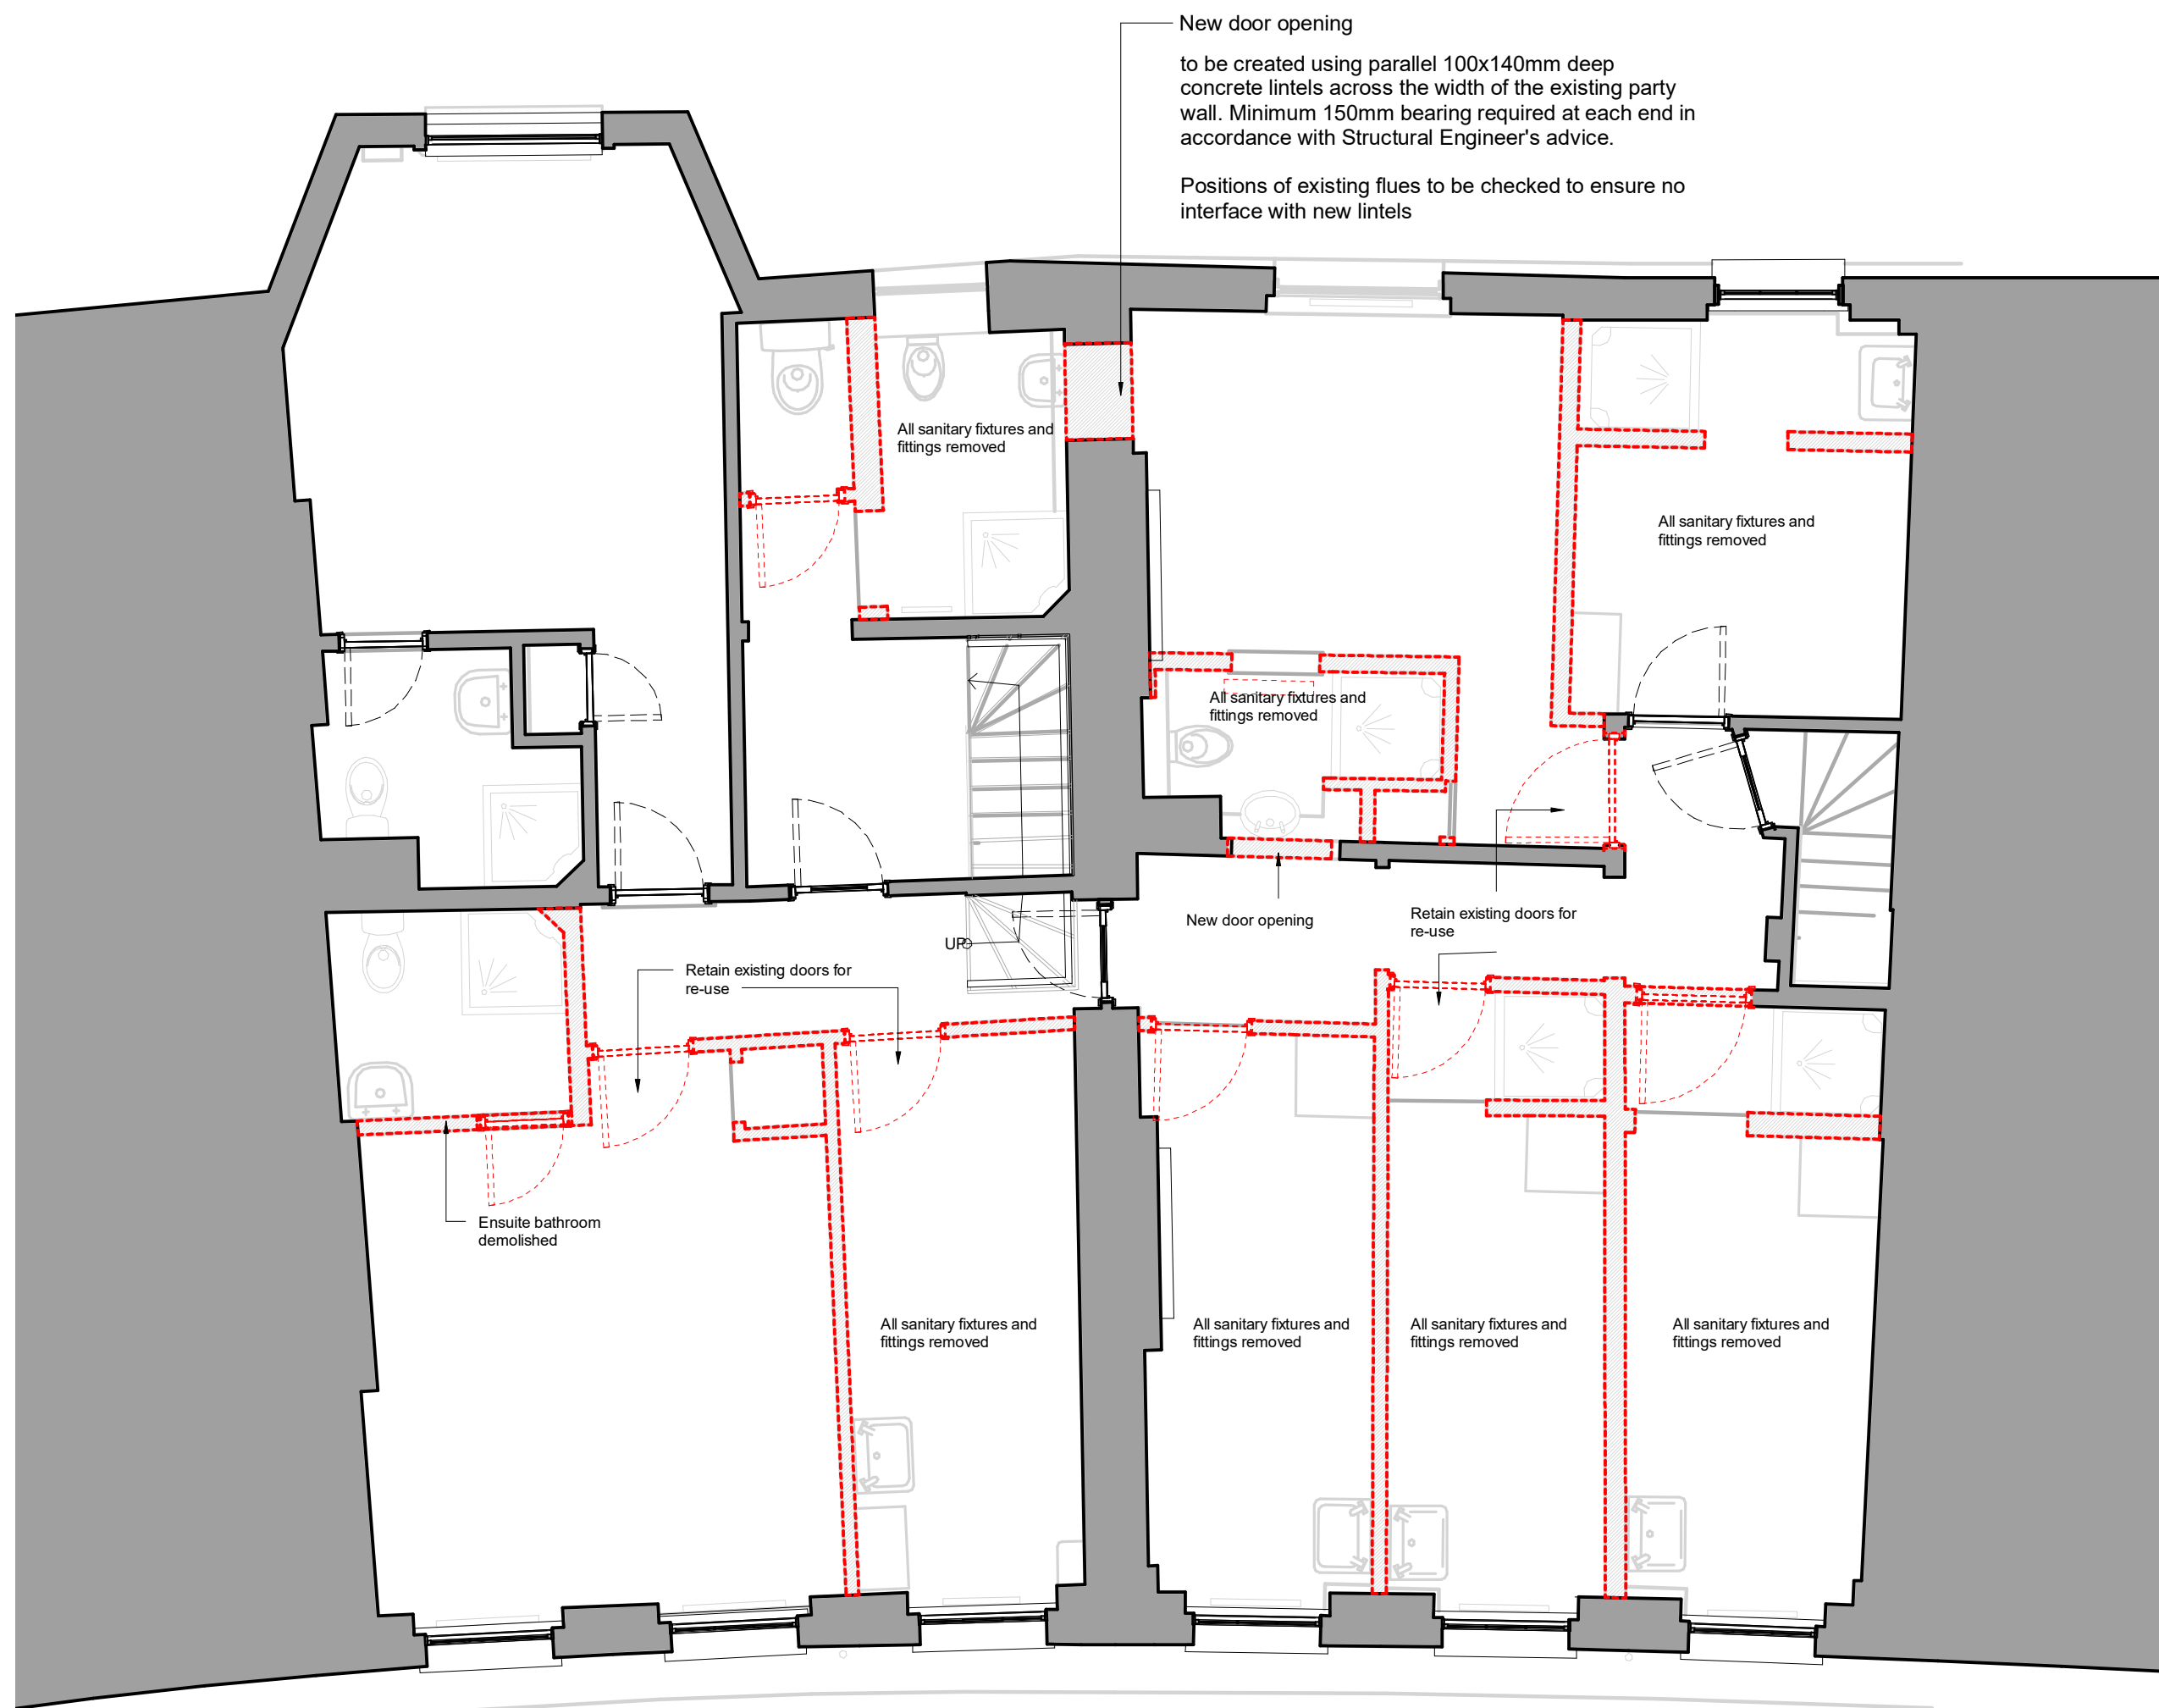 New door opening
to be created using parallel 100x140mm deep
concrete lintels across the width of the existing party
wall. Minimum 150mm bearing required at each end in
accordance with Structural Engineer's advice.
Positions of existing flues to be checked to ensure no
interface with new lintels
All sanitary fixtures and
fittings removed
All sanitary fixtures and
fittings removed
All sanitary fixtures and
fittings removed
New door opening
Retain existing doors for
re-use
UP
Retain existing doors for
re-use
Ensuite bathroom
demolished
All sanitary fixtures and
fittings removed
All sanitary fixtures and
fittings removed
All sanitary fixtures and
fittings removed
All sanitary fixtures and
fittings removed